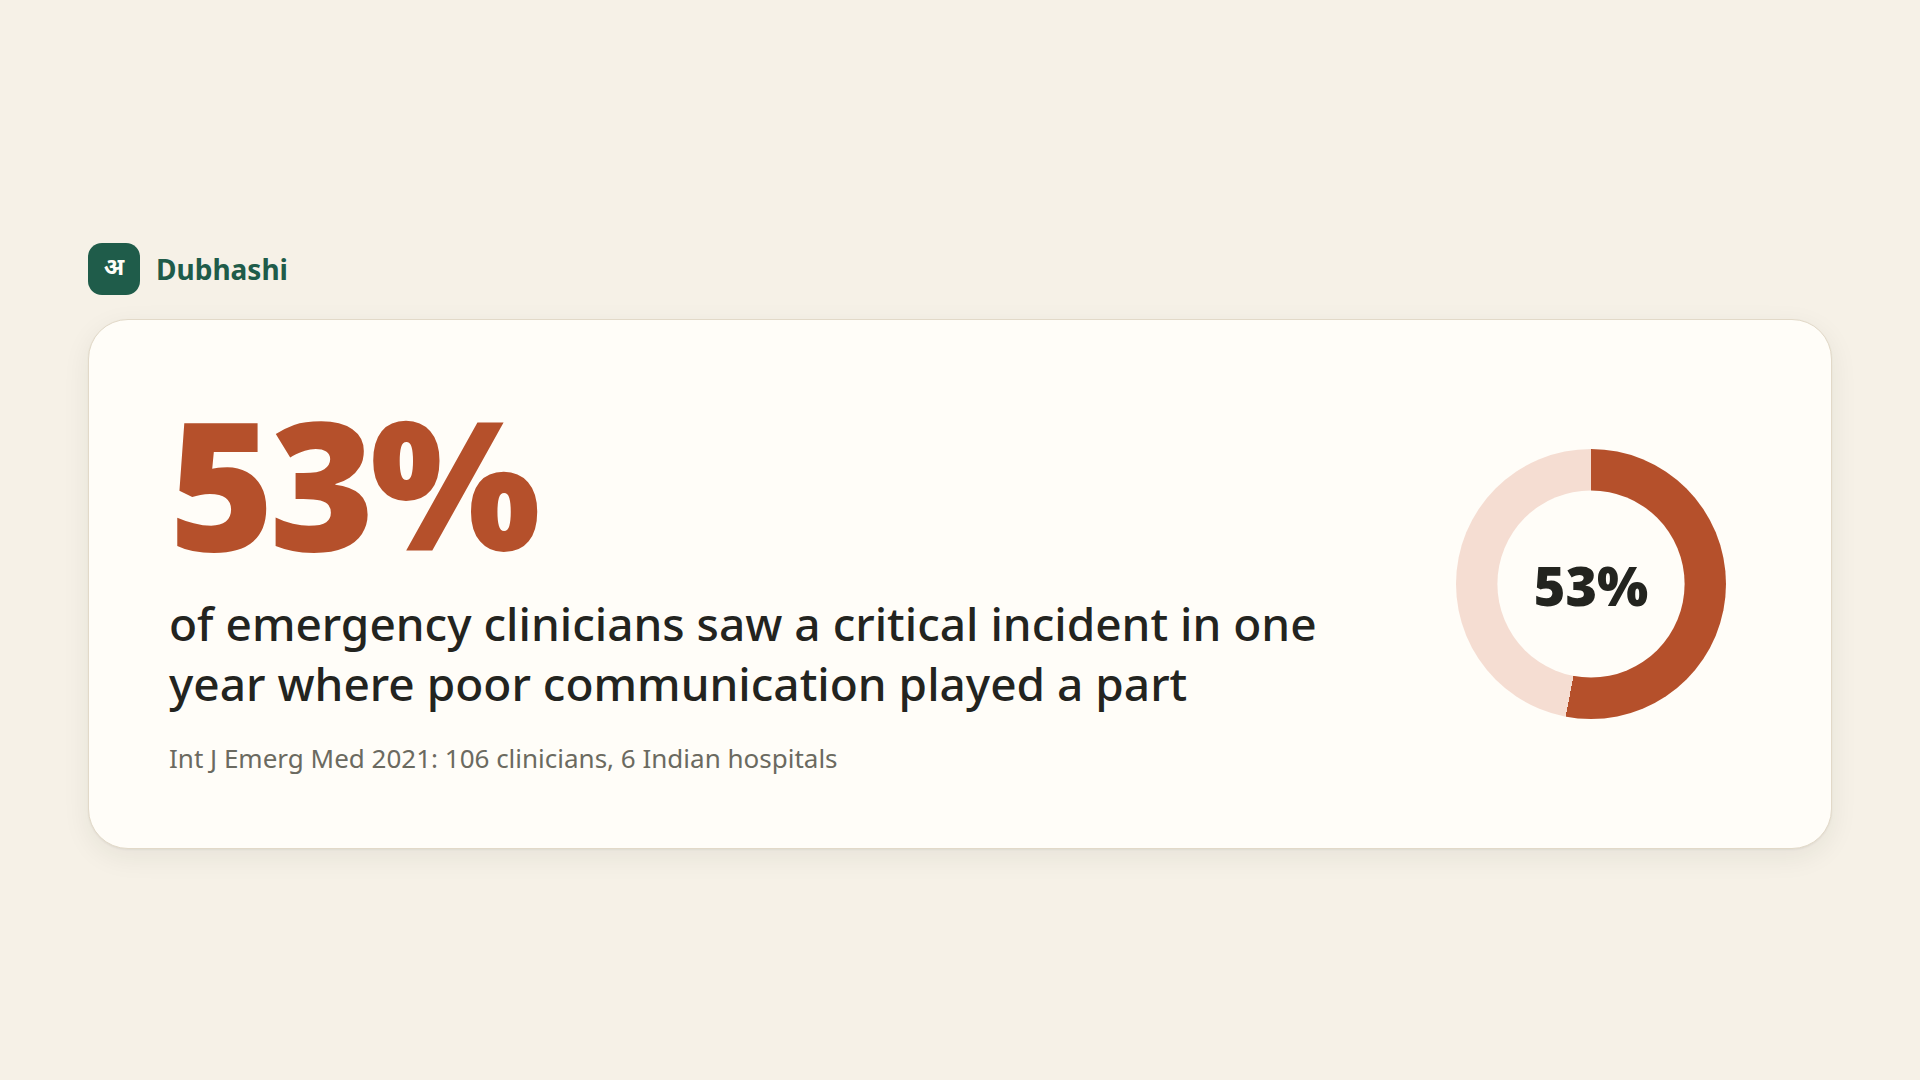 अ Dubhashi
53%
of emergency clinicians saw a critical incident in one
year where poor communication played a part
Int J Emerg Med 2021: 106 clinicians, 6 Indian hospitals
53%